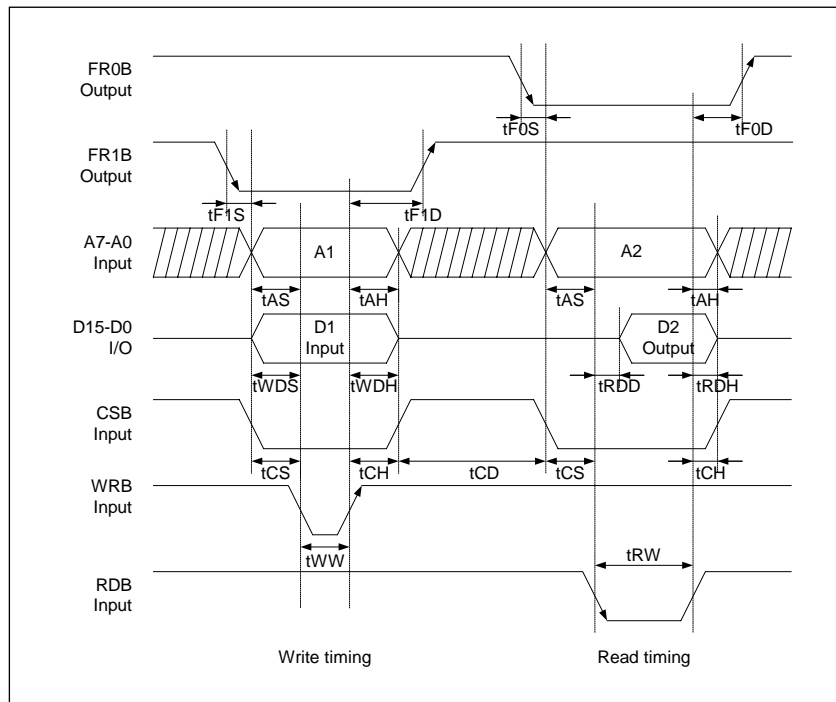 FR0B
Output
tF0S
tF0D
FR1B
Output
tF1S
tF1D
A7-A0
Input
A1
A2
tAS
tAH
tAS
tAH
D15-D0
I/O
D1
Input
D2
Output
tWDS
tWDH
tRDD
tRDH
CSB
Input
tCS
tCH
tCD
tCS
tCH
WRB
Input
tWW
tRW
RDB
Input
Write timing
Read timing